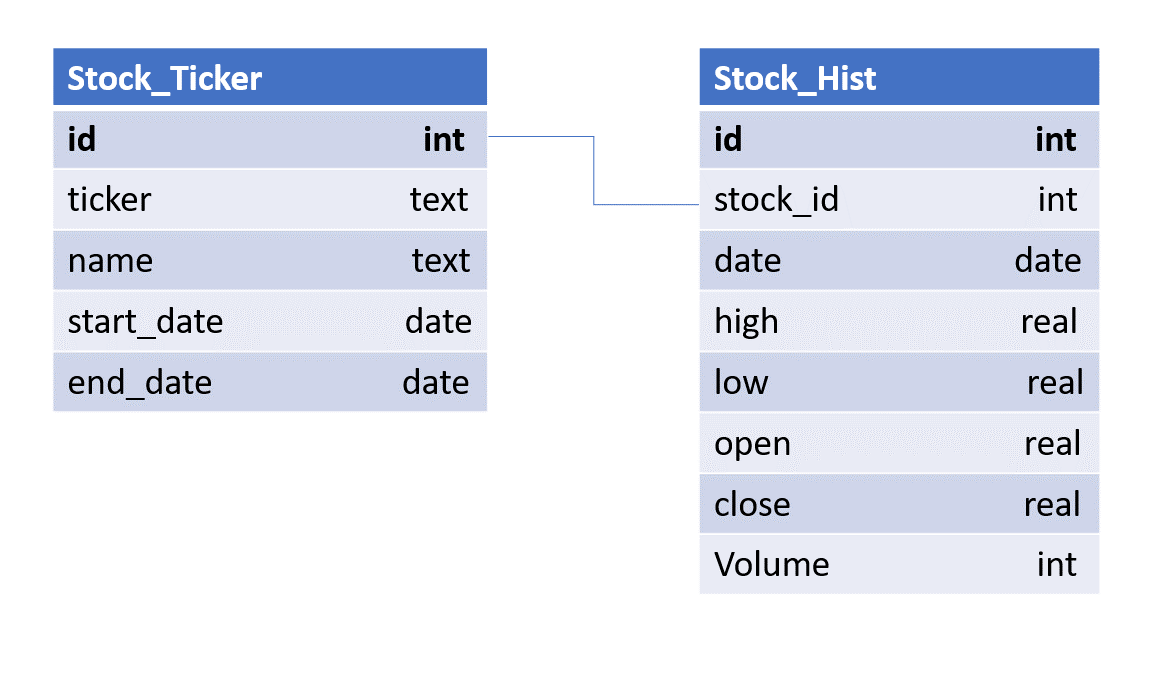 Stock_Ticker
id int
ticker text
name text
start_date date
end_date date
Stock_Hist
id int
stock_id int
date date
high real
low real
open real
close real
Volume int